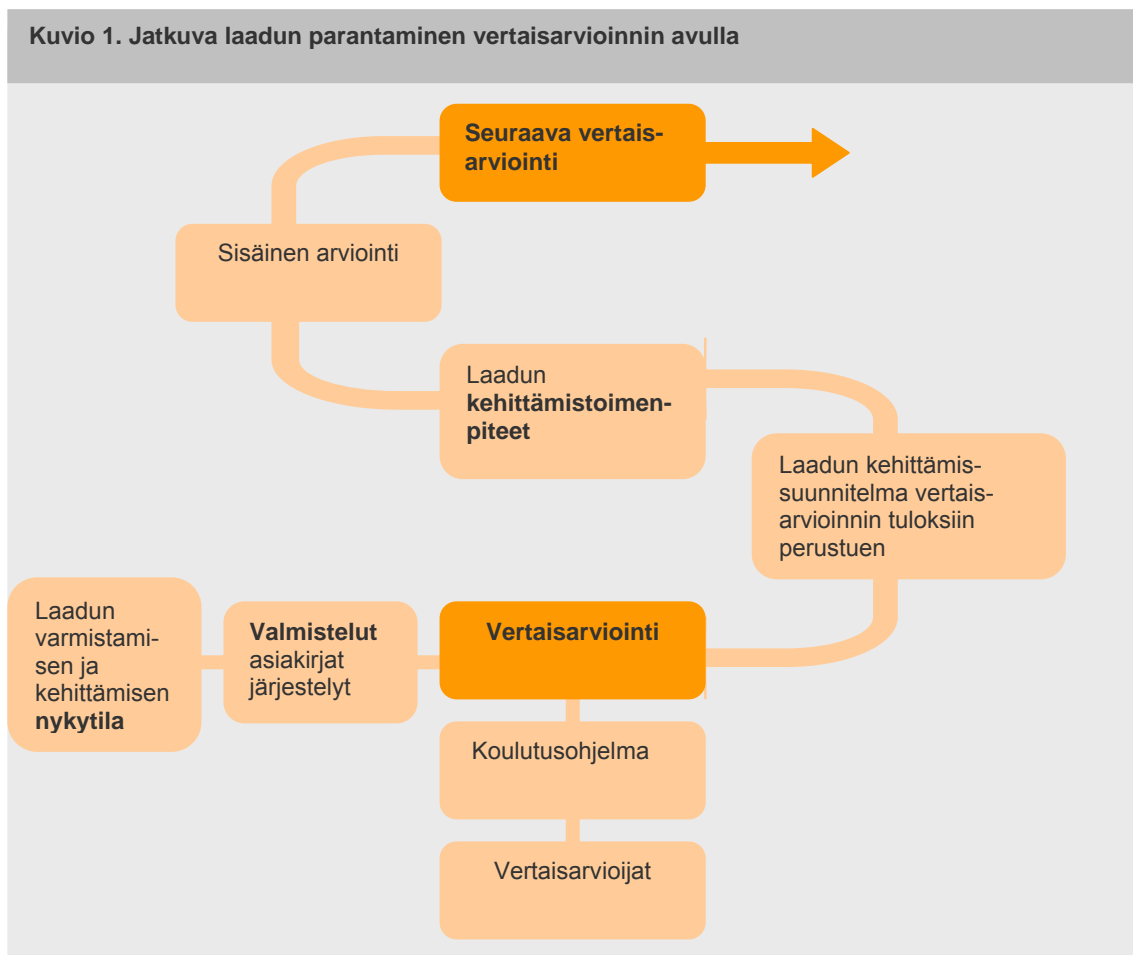 Kuvio 1. Jatkuva laadun parantaminen vertaisarvioinnin avulla
Seuraava vertais-
arviointi
Sisäinen arviointi
Laadun
kehittämistoimen-
piteet
Laadun kehittämis-
suunnitelma vertais-
arvioinnin tuloksiin
perustuen
Laadun
varmistami-
sen ja
kehittämisen
nykytila
Valmistelut
asiakirjat
järjestelyt
Vertaisarviointi
Koulutusohjelma
Vertaisarvioijat